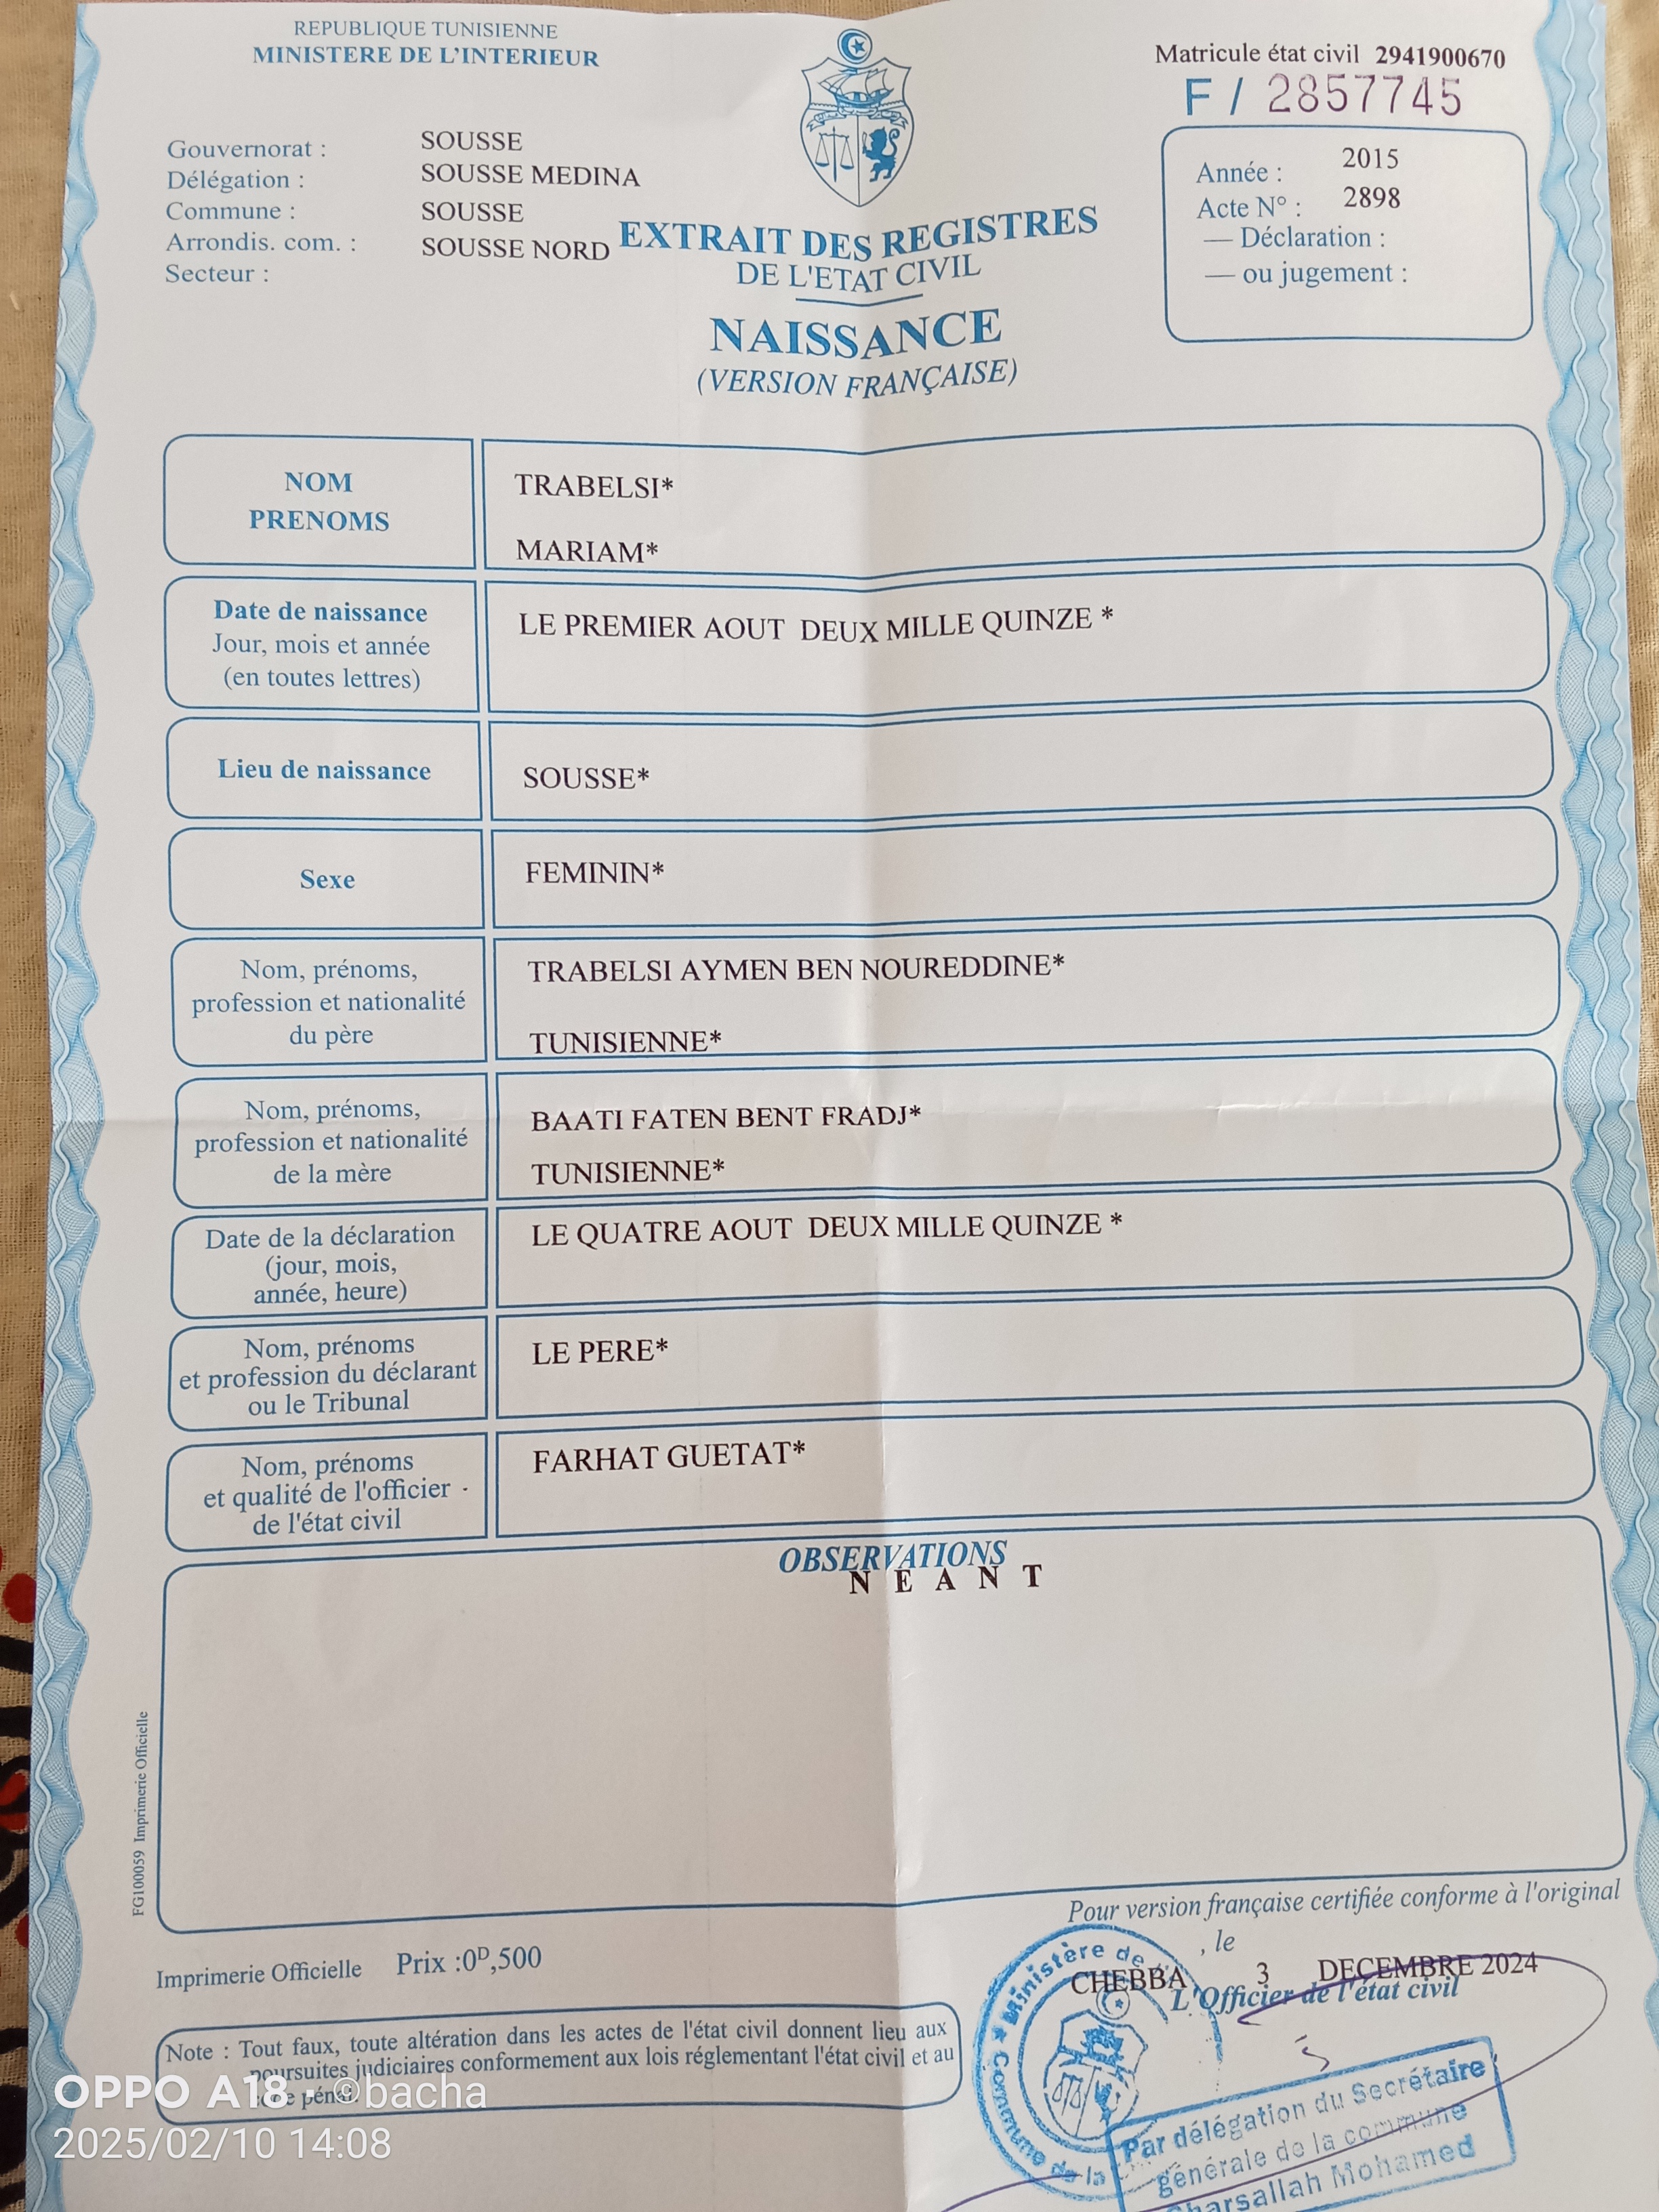 REPUBLIQUE TUNISIENNE
MINISTERE DE L'INTERIEUR
Matricule état civil 2941900670
F / 2857745
Gouvernorat : SOUSSE
Délégation : SOUSSE MEDINA
Commune : SOUSSE
Arrondis. com. : SOUSSE NORD
Secteur :
Année : 2015
Acte N° : 2898
— Déclaration :
— ou jugement :
EXTRAIT DES REGISTRES
DE L'ETAT CIVIL
NAISSANCE
(VERSION FRANÇAISE)
NOM
PRENOMS
TRABELSI*
MARIAM*
Date de naissance
Jour, mois et année
(en toutes lettres)
LE PREMIER AOUT DEUX MILLE QUINZE *
Lieu de naissance
SOUSSE*
Sexe
FEMININ*
Nom, prénoms,
profession et nationalité
du père
TRABELSI AYMEN BEN NOUREDDINE*
TUNISIENNE*
Nom, prénoms,
profession et nationalité
de la mère
BAATI FATEN BENT FRADJ*
TUNISIENNE*
Date de la déclaration
(jour, mois,
année, heure)
LE QUATRE AOUT DEUX MILLE QUINZE *
Nom, prénoms
et profession du déclarant
ou le Tribunal
LE PERE*
Nom, prénoms
et qualité de l'officier -
de l'état civil
FARHAT GUETAT*
OBSERVATIONS
N E A N T
FG100059 Imprimerie Officielle
Pour version française certifiée conforme à l'original
, le
CHEBBA 3 DECEMBRE 2024
L'Officier de l'état civil
Imprimerie Officielle Prix :0ᴰ,500
Note : Tout faux, toute altération dans les actes de l'état civil donnent lieu aux
poursuites judiciaires conformement aux lois réglementant l'état civil et au
pénal.
Ministère de
Commune de la
Par délégation du Secrétaire
générale de la commune
Mohamed
OPPO A18 · ©bacha
2025/02/10 14:08